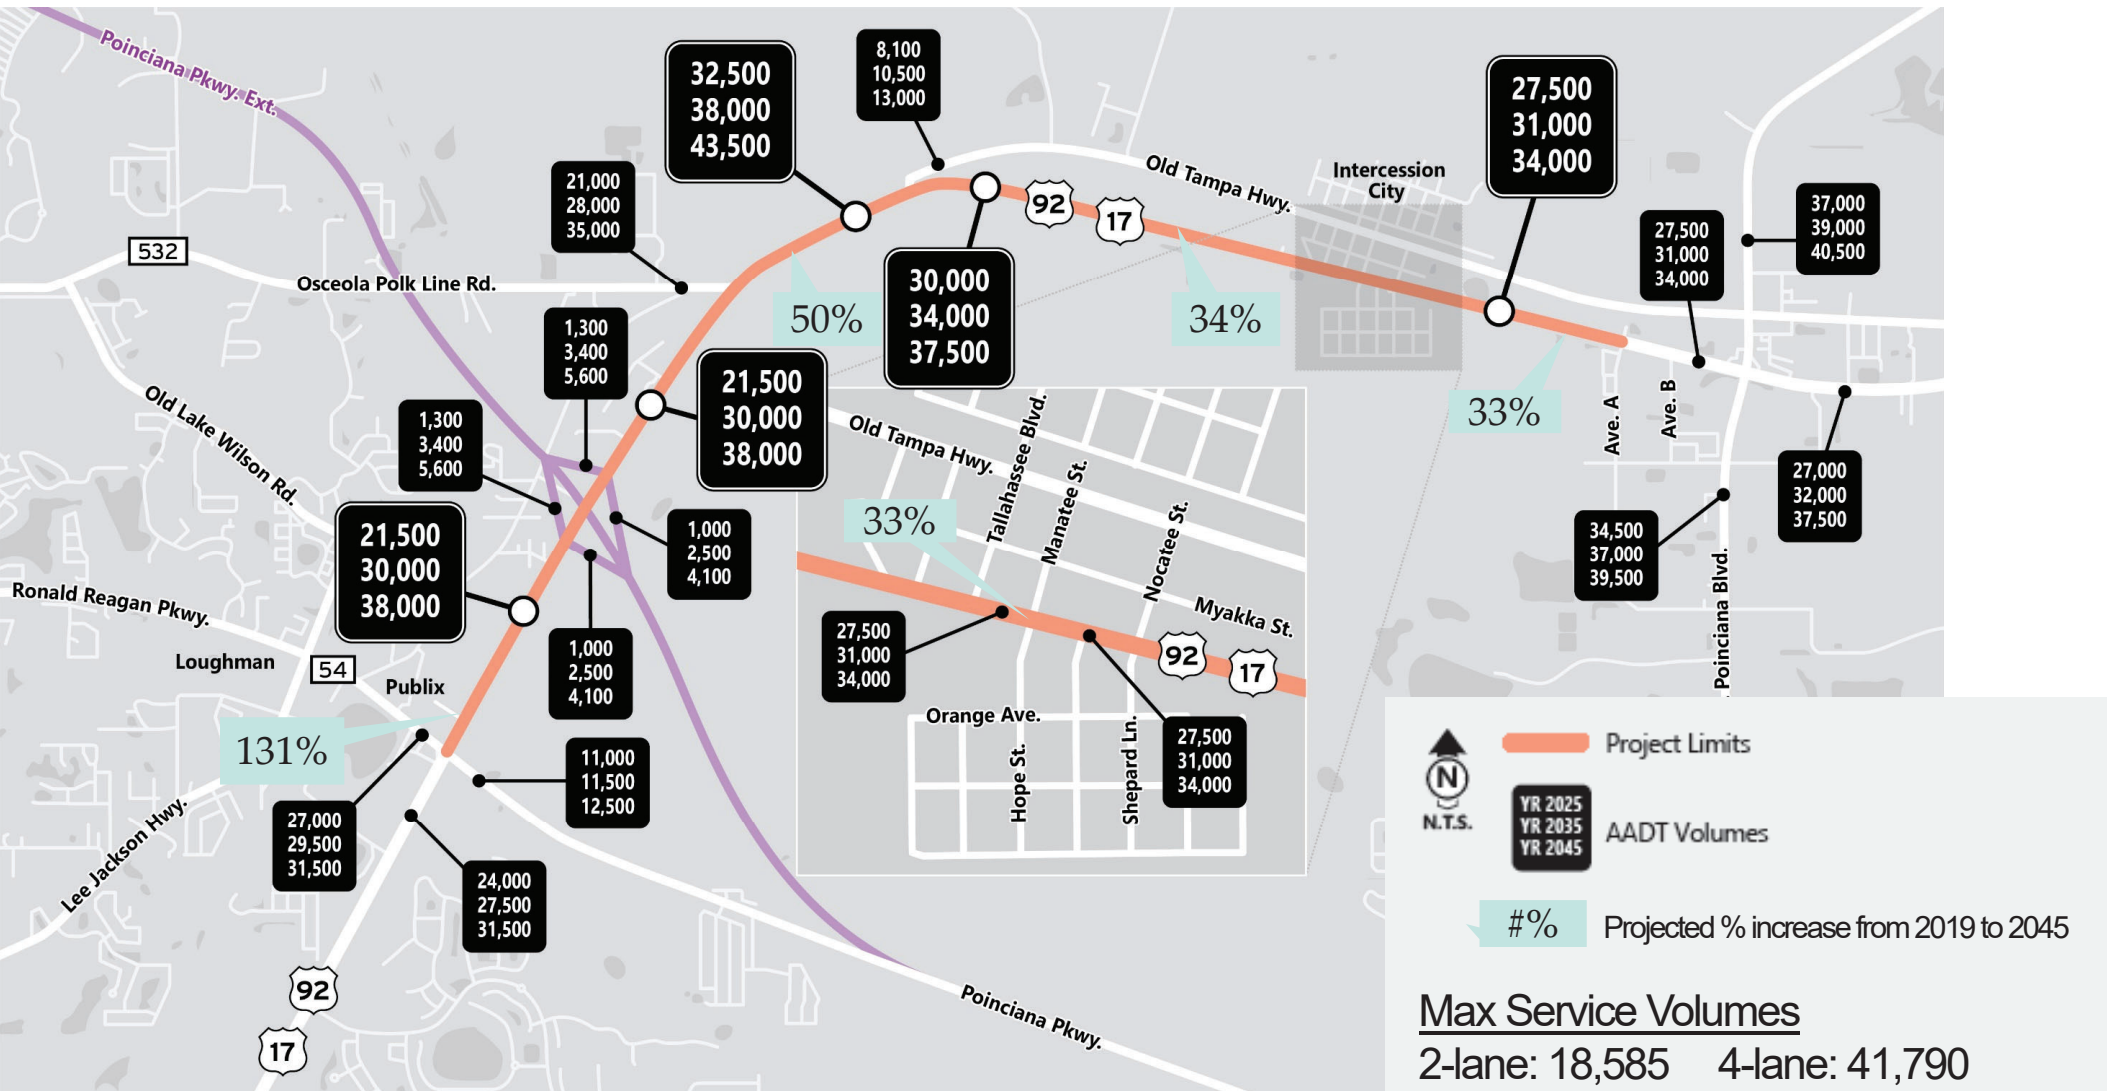 Poinciana Pkwy. Ext.
32,500
38,000
43,500
8,100
10,500
13,000
27,500
31,000
34,000
21,000
28,000
35,000
Old Tampa Hwy.
Intercession
City
92
17
37,000
39,000
40,500
27,500
31,000
34,000
532
Osceola Polk Line Rd.
50%
30,000
34,000
37,500
34%
1,300
3,400
5,600
21,500
30,000
38,000
33%
Ave. A
Ave. B
Old Lake Wilson Rd.
1,300
3,400
5,600
Old Tampa Hwy.
Tallahassee Blvd.
Manatee St.
Nocatee St.
27,000
32,000
37,500
33%
21,500
30,000
38,000
1,000
2,500
4,100
34,500
37,000
39,500
Poinciana Blvd.
Ronald Reagan Pkwy.
Loughman
54
Publix
1,000
2,500
4,100
27,500
31,000
34,000
Myakka St.
92
17
Orange Ave.
Hope St.
Shepard Ln.
27,500
31,000
34,000
131%
11,000
11,500
12,500
27,000
29,500
31,500
Lee Jackson Hwy.
24,000
27,500
31,500
92
17
Poinciana Pkwy.
N
N.T.S.
Project Limits
YR 2025
YR 2035
YR 2045
AADT Volumes
#%
Projected % increase from 2019 to 2045
Max Service Volumes
2-lane: 18,585 4-lane: 41,790